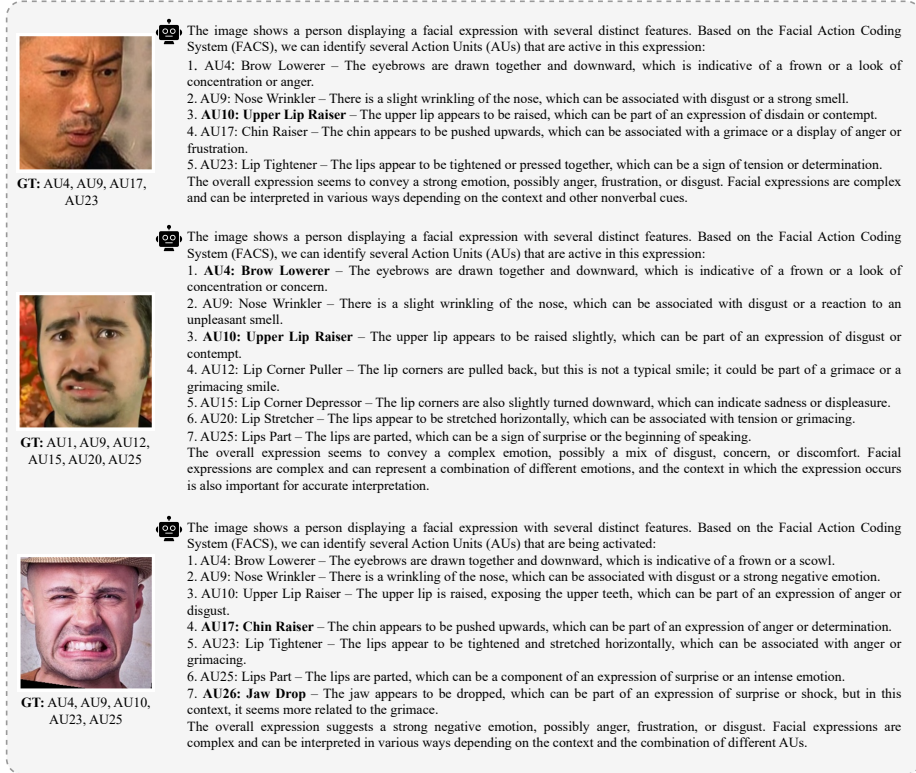 The image shows a person displaying a facial expression with several distinct features. Based on the Facial Action Coding
System (FACS), we can identify several Action Units (AUs) that are active in this expression:
1. AU4: Brow Lowerer – The eyebrows are drawn together and downward, which is indicative of a frown or a look of
concentration or anger.
2. AU9: Nose Wrinkler – There is a slight wrinkling of the nose, which can be associated with disgust or a strong smell.
3. AU10: Upper Lip Raiser – The upper lip appears to be raised, which can be part of an expression of disdain or contempt.
4. AU17: Chin Raiser – The chin appears to be pushed upwards, which can be associated with a grimace or a display of anger or
frustration.
5. AU23: Lip Tightener – The lips appear to be tightened or pressed together, which can be a sign of tension or determination.
The overall expression seems to convey a strong emotion, possibly anger, frustration, or disgust. Facial expressions are complex
and can be interpreted in various ways depending on the context and other nonverbal cues.
GT: AU4, AU9, AU17,
AU23
The image shows a person displaying a facial expression with several distinct features. Based on the Facial Action Coding
System (FACS), we can identify several Action Units (AUs) that are active in this expression:
1. AU4: Brow Lowerer – The eyebrows are drawn together and downward, which is indicative of a frown or a look of
concentration or concern.
2. AU9: Nose Wrinkler – There is a slight wrinkling of the nose, which can be associated with disgust or a reaction to an
unpleasant smell.
3. AU10: Upper Lip Raiser – The upper lip appears to be raised slightly, which can be part of an expression of disgust or
contempt.
4. AU12: Lip Corner Puller – The lip corners are pulled back, but this is not a typical smile; it could be part of a grimace or a
grimacing smile.
5. AU15: Lip Corner Depressor – The lip corners are also slightly turned downward, which can indicate sadness or displeasure.
6. AU20: Lip Stretcher – The lips appear to be stretched horizontally, which can be associated with tension or grimacing.
7. AU25: Lips Part – The lips are parted, which can be a sign of surprise or the beginning of speaking.
The overall expression seems to convey a complex emotion, possibly a mix of disgust, concern, or discomfort. Facial
expressions are complex and can represent a combination of different emotions, and the context in which the expression occurs
is also important for accurate interpretation.
GT: AU1, AU9, AU12,
AU15, AU20, AU25
The image shows a person displaying a facial expression with several distinct features. Based on the Facial Action Coding
System (FACS), we can identify several Action Units (AUs) that are being activated:
1. AU4: Brow Lowerer – The eyebrows are drawn together and downward, which is indicative of a frown or a scowl.
2. AU9: Nose Wrinkler – There is a wrinkling of the nose, which can be associated with disgust or a strong negative emotion.
3. AU10: Upper Lip Raiser – The upper lip is raised, exposing the upper teeth, which can be part of an expression of anger or
disgust.
4. AU17: Chin Raiser – The chin appears to be pushed upwards, which can be part of an expression of anger or determination.
5. AU23: Lip Tightener – The lips appear to be tightened and stretched horizontally, which can be associated with anger or
grimacing.
6. AU25: Lips Part – The lips are parted, which can be a component of an expression of surprise or an intense emotion.
7. AU26: Jaw Drop – The jaw appears to be dropped, which can be part of an expression of surprise or shock, but in this
context, it seems more related to the grimace.
The overall expression suggests a strong negative emotion, possibly anger, frustration, or disgust. Facial expressions are
complex and can be interpreted in various ways depending on the context and the combination of different AUs.
GT: AU4, AU9, AU10,
AU23, AU25